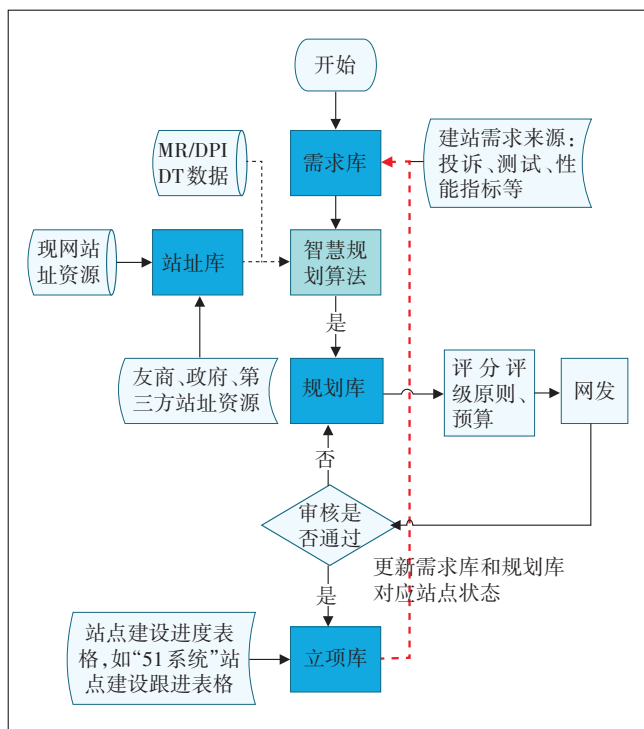 开始
MR/DPI
DT数据
需求库
建站需求来源：
投诉、测试、性
能指标等
现网站
址资源
站址库
智慧规
划算法
是
友商、政府、第
三方站址资源
规划库
评分评
级原则、
预算
网发
否
审核是
否通过
更新需求库和规划库
对应站点状态
是
站点建设进度表
格，如“51系统”站
点建设跟进表格
立项库